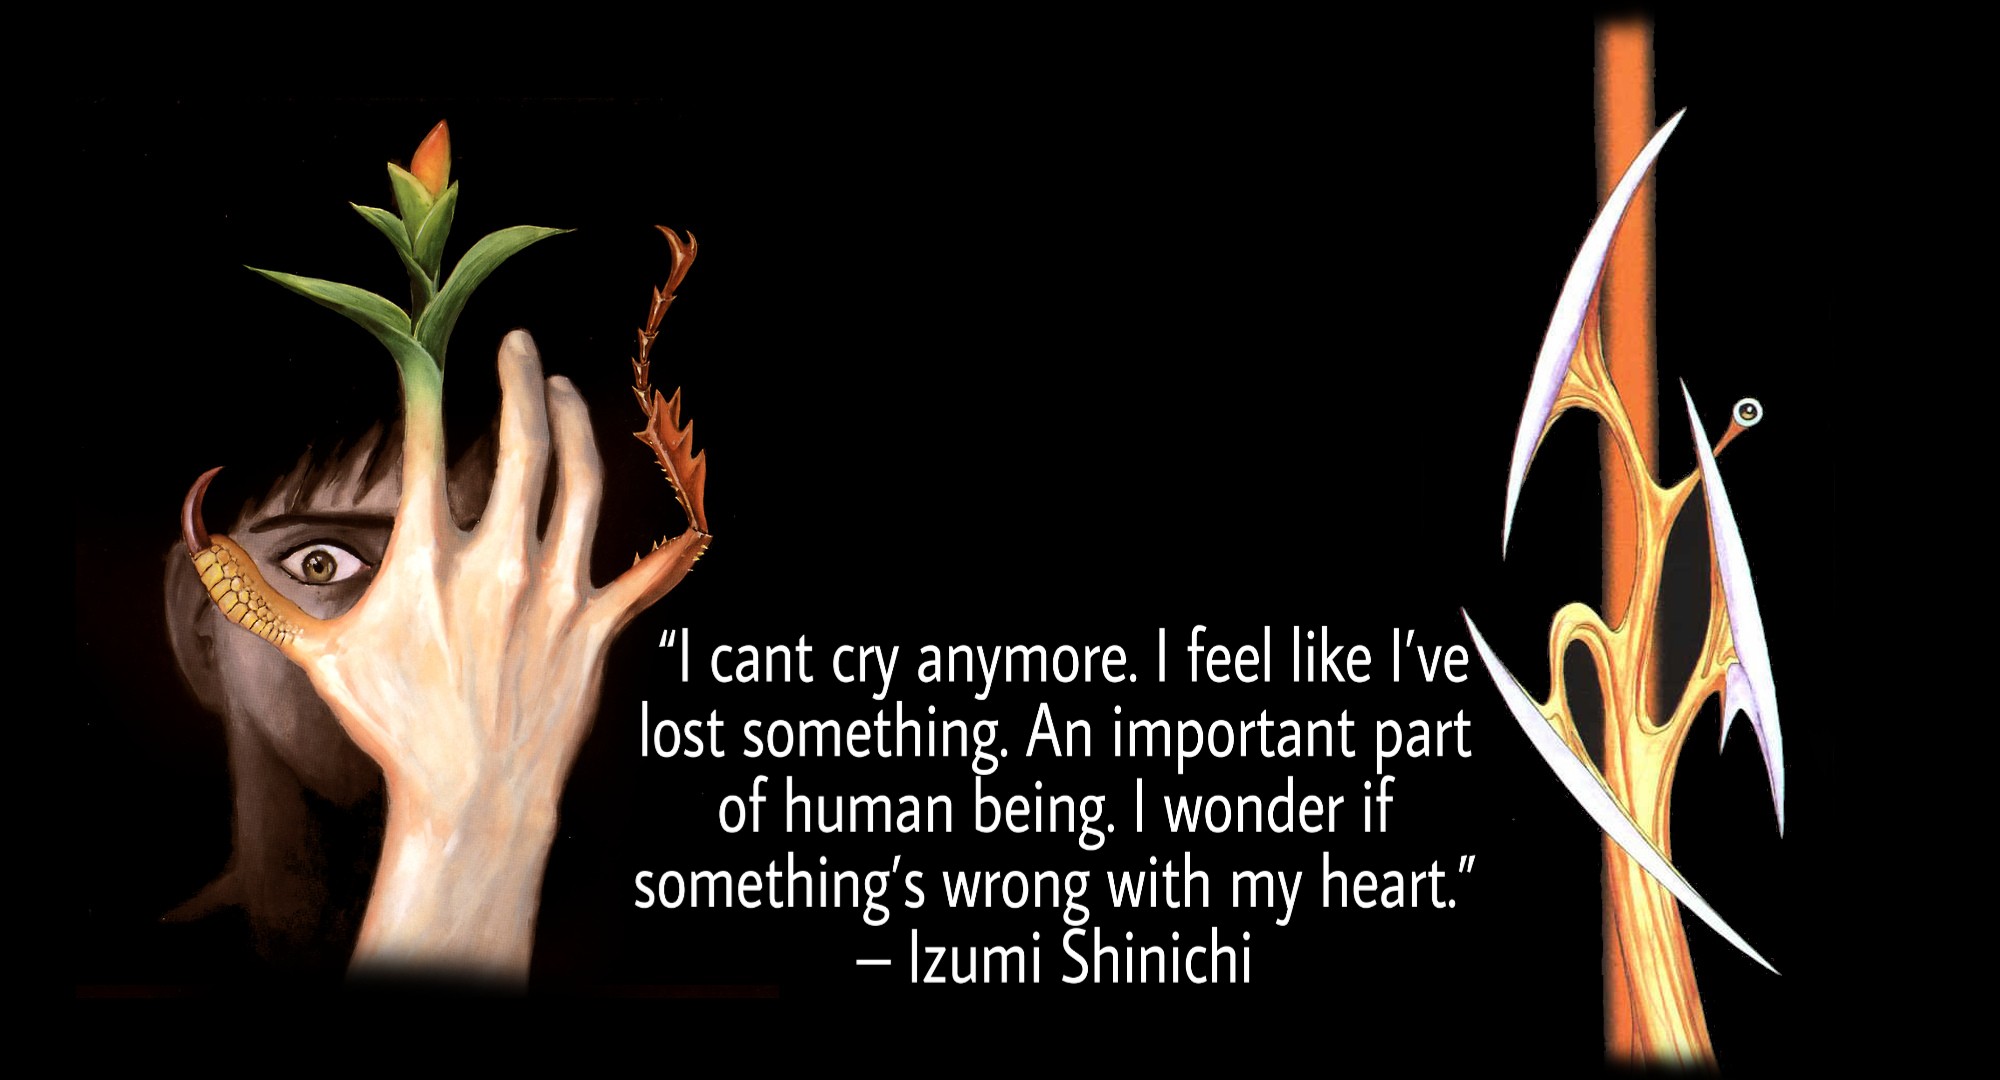 “I cant cry anymore. I feel like I’ve
lost something. An important part
of human being. I wonder if
something’s wrong with my heart.”
– Izumi Shinichi